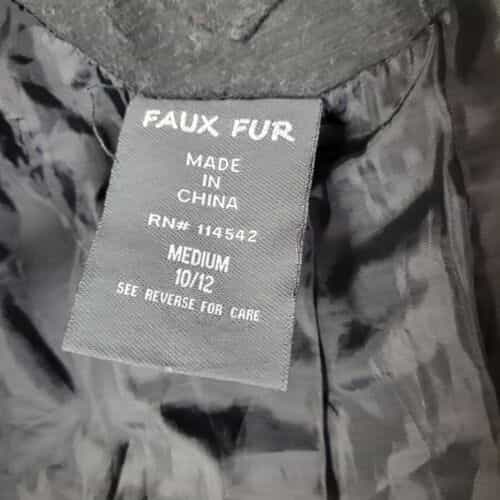 FAUX FUR
MADE
IN
CHINA
RN# 114542
MEDIUM
10/12
SEE REVERSE FOR CARE